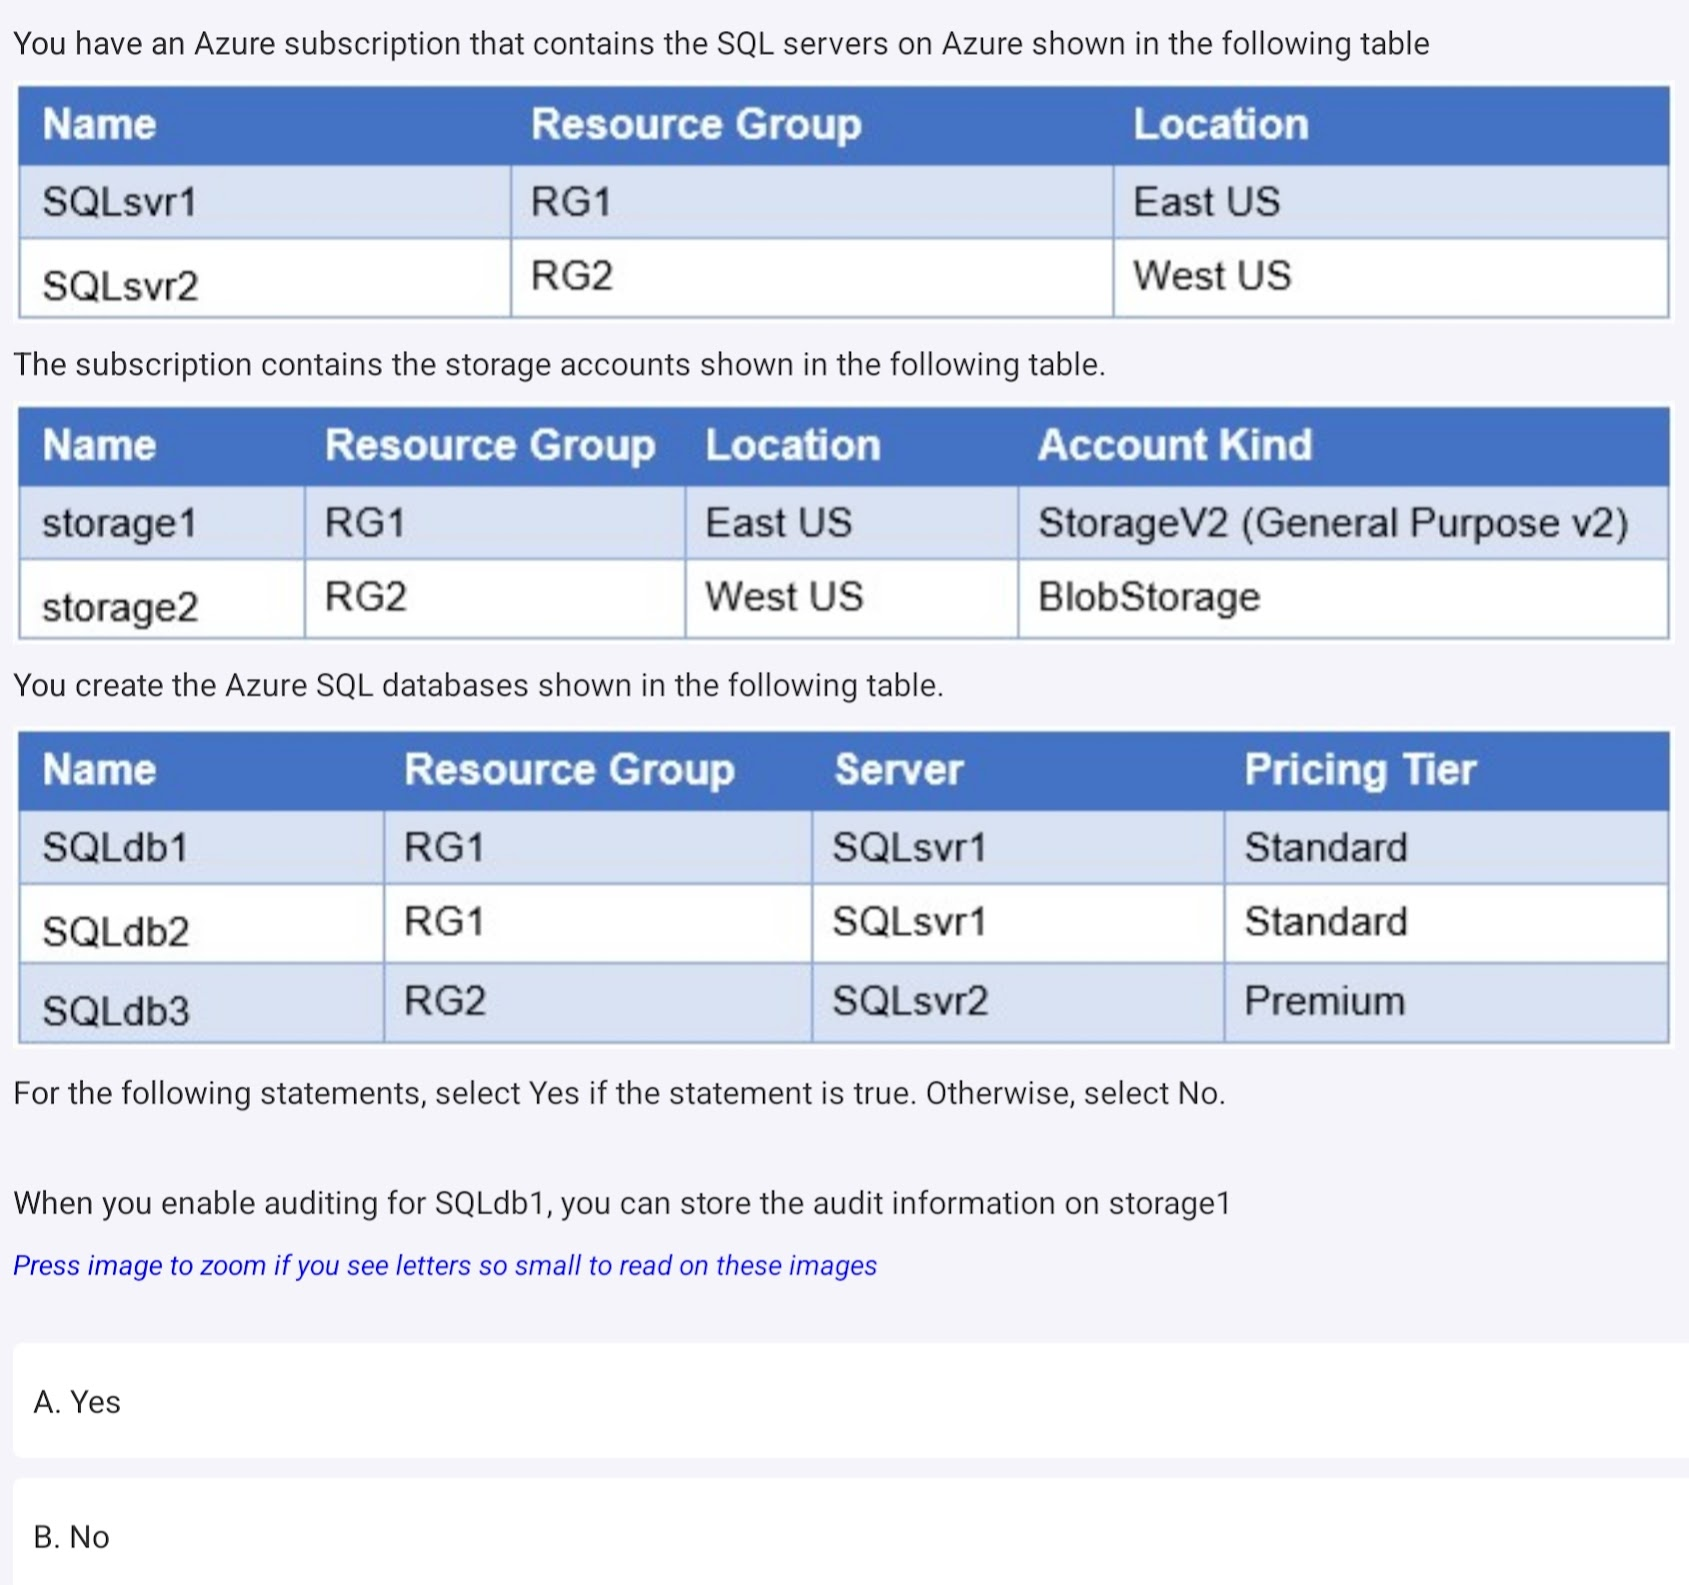 You have an Azure subscription that contains the SQL servers on Azure shown in the following table
Name Resource Group Location
SQLsvr1 RG1 East US
SQLsvr2 RG2 West US
The subscription contains the storage accounts shown in the following table.
Name Resource Group Location Account Kind
storage1 RG1 East US StorageV2 (General Purpose v2)
storage2 RG2 West US BlobStorage
You create the Azure SQL databases shown in the following table.
Name Resource Group Server Pricing Tier
SQLdb1 RG1 SQLsvr1 Standard
SQLdb2 RG1 SQLsvr1 Standard
SQLdb3 RG2 SQLsvr2 Premium
For the following statements, select Yes if the statement is true. Otherwise, select No.
When you enable auditing for SQLdb1, you can store the audit information on storage1
Press image to zoom if you see letters so small to read on these images
A. Yes
B. No